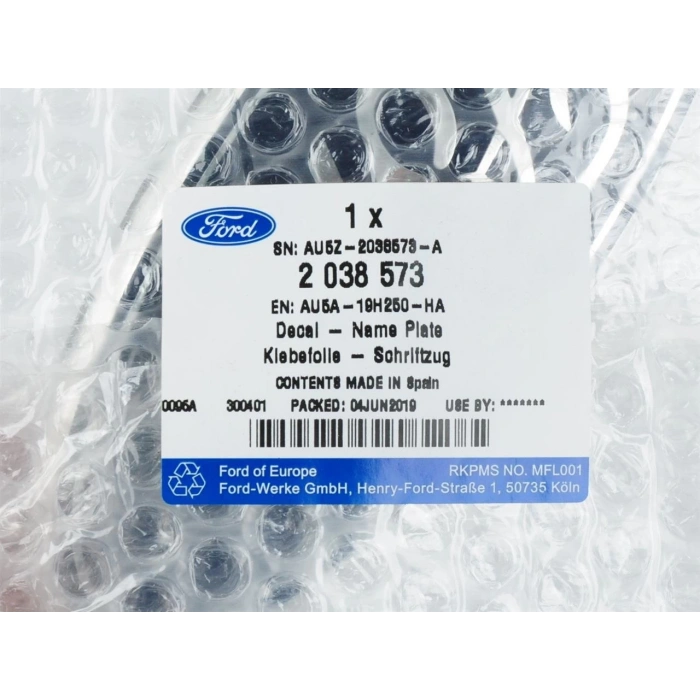 Ford
1 x
SN: AU5Z-2038573-A
2 038 573
EN: AU5A-19H250-HA
Decal - Name Plate
Klebefolie - Schriftzug
CONTENTS MADE IN Spain
0095A 300401 PACKED: 04JUN2019 USE BY: *******
Ford of Europe RKPMS NO. MFL001
Ford-Werke GmbH, Henry-Ford-Straße 1, 50735 Köln